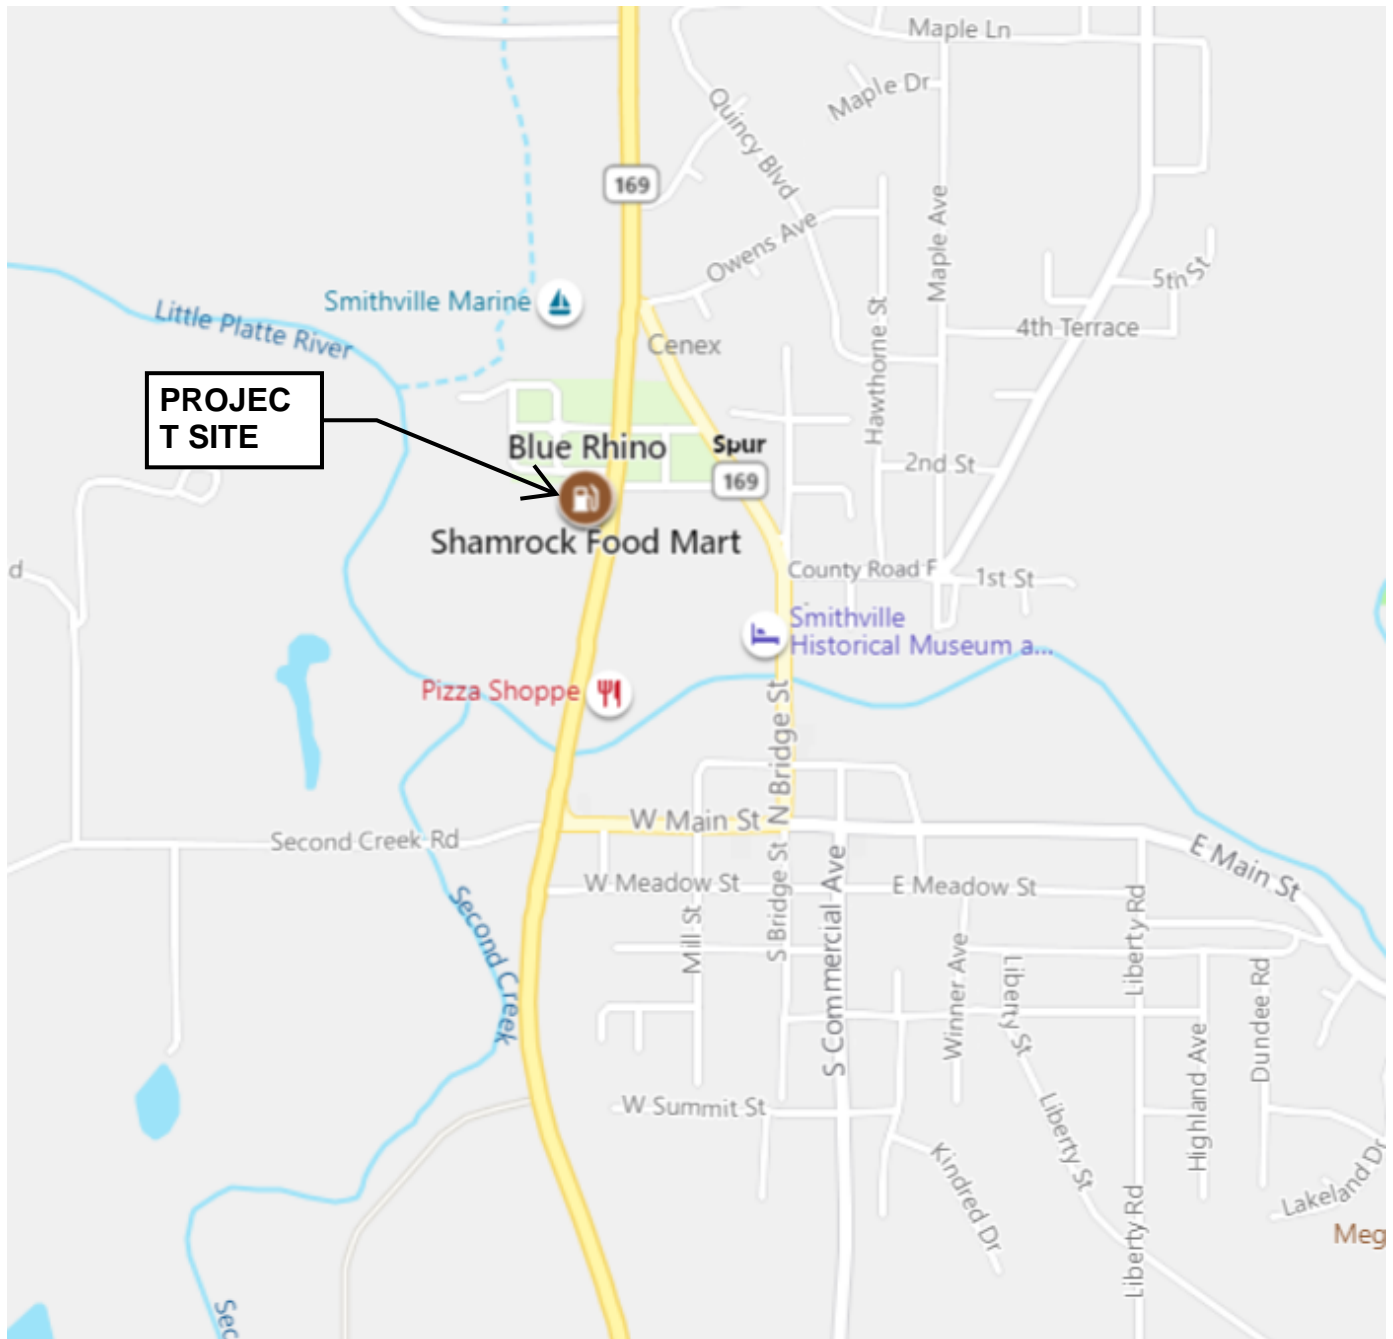 Maple Ln
Maple Dr
Quincy Blvd
169
Maple Ave
Owens Ave
5th St
Smithville Marine
Little Platte River
Hawthorne St
4th Terrace
Cenex
PROJEC
T SITE
Blue Rhino
Spur
169
2nd St
Shamrock Food Mart
d
County Road F
1st St
Smithville
Historical Museum a...
Pizza Shoppe
N Bridge St
W Main St
Second Creek Rd
E Main St
W Meadow St
E Meadow St
S Bridge St
S Commercial Ave
Mill St
Second Creek
Winner Ave
Liberty St
Liberty Rd
Dundee Rd
Highland Ave
W Summit St
Liberty St
Kindred Dr
Lakeland Dr
Liberty Rd
Meg
Sec